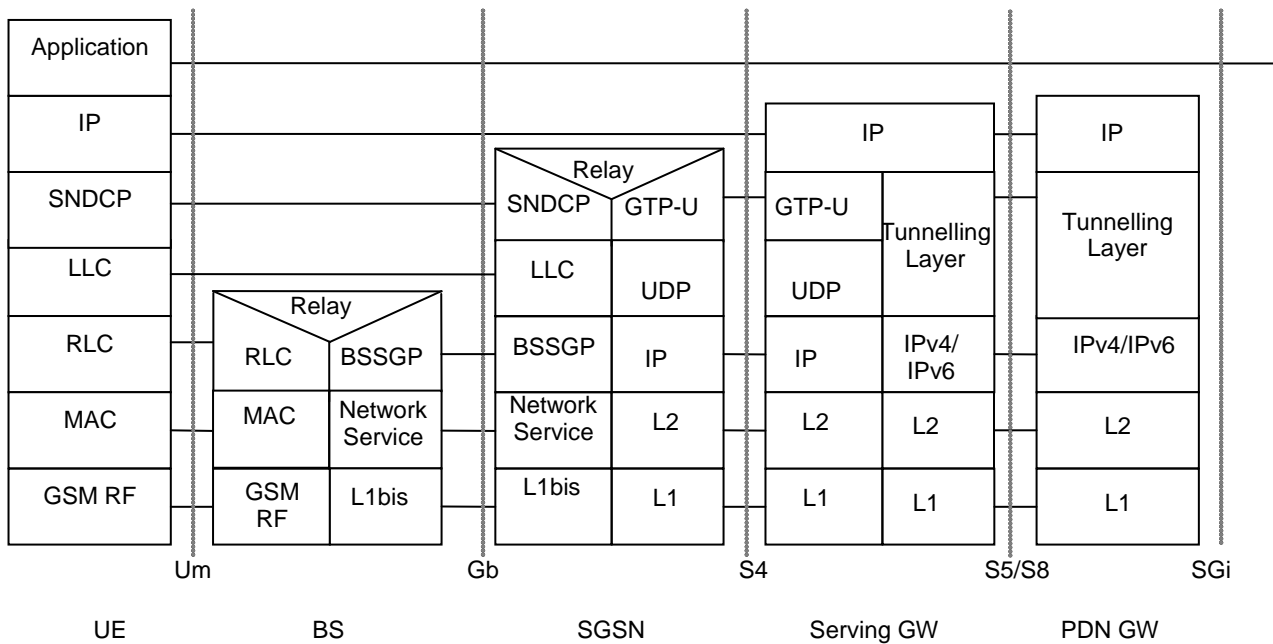 Application
IP
IP
IP
Relay
SNDCP
SNDCP
GTP-U
GTP-U
Tunnelling
Layer
Tunnelling
Layer
LLC
LLC
UDP
UDP
Relay
RLC
RLC
BSSGP
BSSGP
IP
IP
IPv4/
IPv6
IPv4/IPv6
MAC
MAC
Network
Service
Network
Service
L2
L2
L2
L2
GSM RF
GSM
RF
L1bis
L1bis
L1
L1
L1
L1
Um
Gb
S4
S5/S8
SGi
UE
BS
SGSN
Serving GW
PDN GW